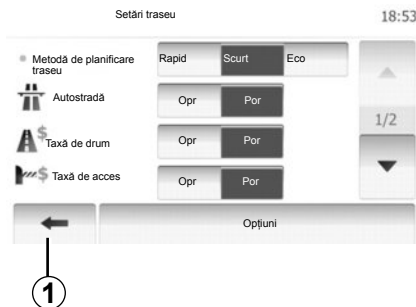 Setări traseu
18:53
Metodă de planificare
traseu
Rapid Scurt Eco
Autostradă
Opr Por
1/2
$ Taxă de drum
Opr Por
$ Taxă de acces
Opr Por
Opțiuni
1